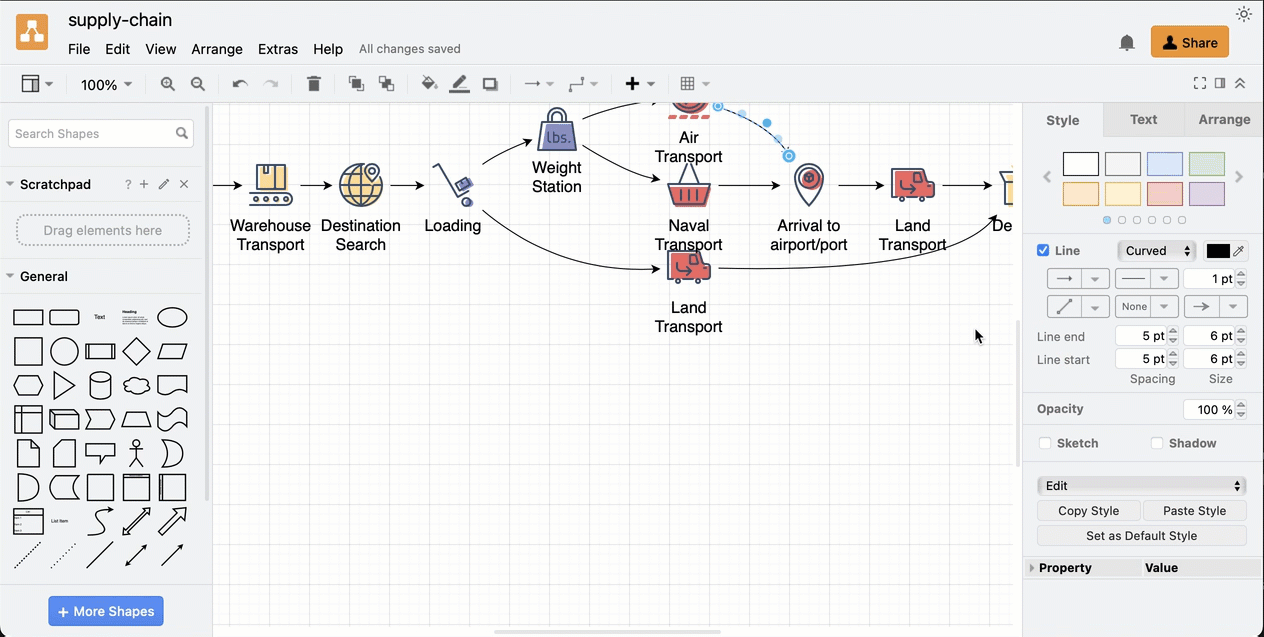 supply-chain
File Edit View Arrange Extras Help All changes saved
Share
100%
Search Shapes
Scratchpad
?
Drag elements here
General
Text
Heading
List
List Item
+ More Shapes
lbs.
Weight
Station
Air
Transport
Warehouse
Transport
Destination
Search
Loading
Naval
Transport
Arrival to
airport/port
Land
Transport
De
Land
Transport
Style Text Arrange
Line Curved
1 pt
None
Line end 5 pt 6 pt
Line start 5 pt 6 pt
Spacing Size
Opacity 100 %
Sketch Shadow
Edit
Copy Style Paste Style
Set as Default Style
Property Value